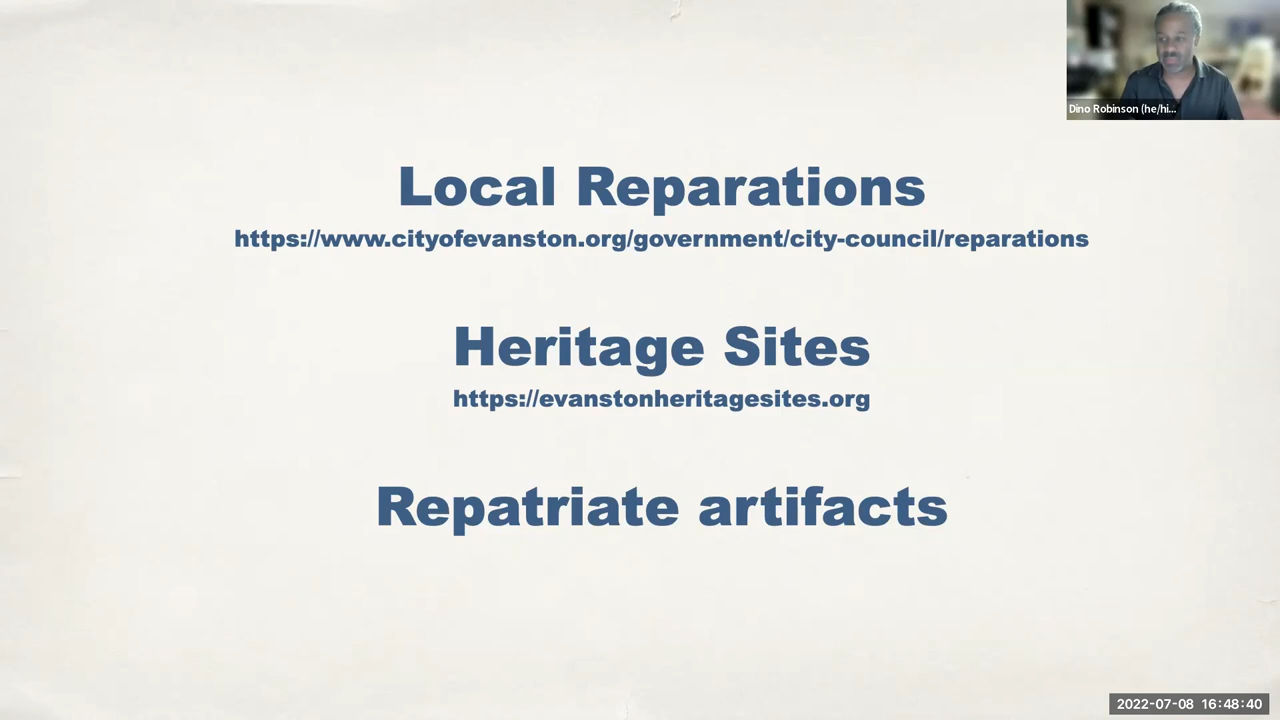 Dino Robinson (he/hi...
Local Reparations
https://www.cityofevanston.org/government/city-council/reparations
Heritage Sites
https://evanstonheritagesites.org
Repatriate artifacts
2022-07-08 16:48:40